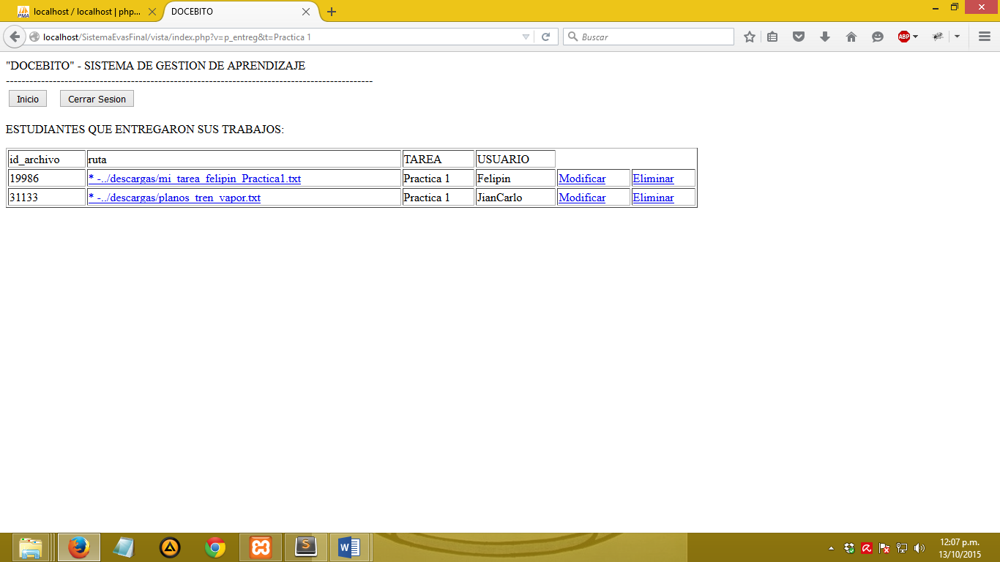 localhost / localhost | php...
DOCEBITO
localhost/SistemaEvasFinal/vista/index.php?v=p_entreg&t=Practica 1
Buscar
ABP
"DOCEBITO" - SISTEMA DE GESTION DE APRENDIZAJE
----------------------------------------------------------------------------------------------------
Inicio Cerrar Sesion
ESTUDIANTES QUE ENTREGARON SUS TRABAJOS:
id_archivo ruta TAREA USUARIO
19986 * -../descargas/mi_tarea_felipin_Practica1.txt Practica 1 Felipin Modificar Eliminar
31133 * -../descargas/planos_tren_vapor.txt Practica 1 JianCarlo Modificar Eliminar
12:07 p.m.
13/10/2015